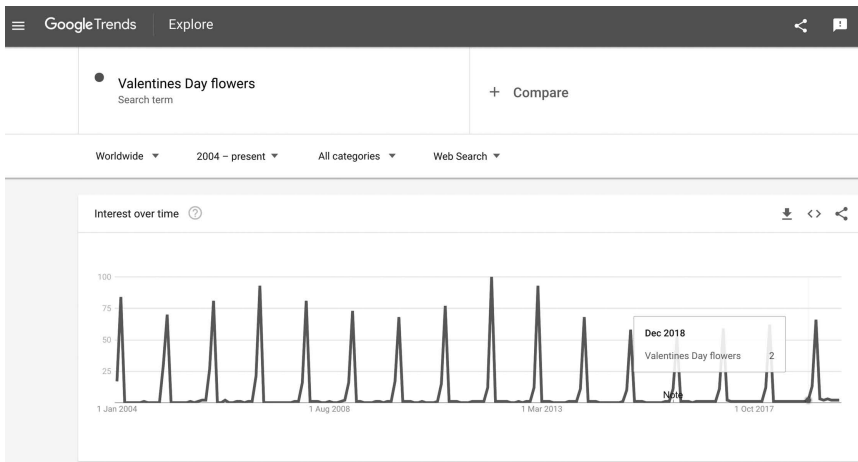 Google Trends Explore
Valentines Day flowers
Search term
+ Compare
Worldwide 2004 – present All categories Web Search
Interest over time ?
100
75
50
25
Dec 2018
Valentines Day flowers 2
Note
1 Jan 2004 1 Aug 2008 1 Mar 2013 1 Oct 2017